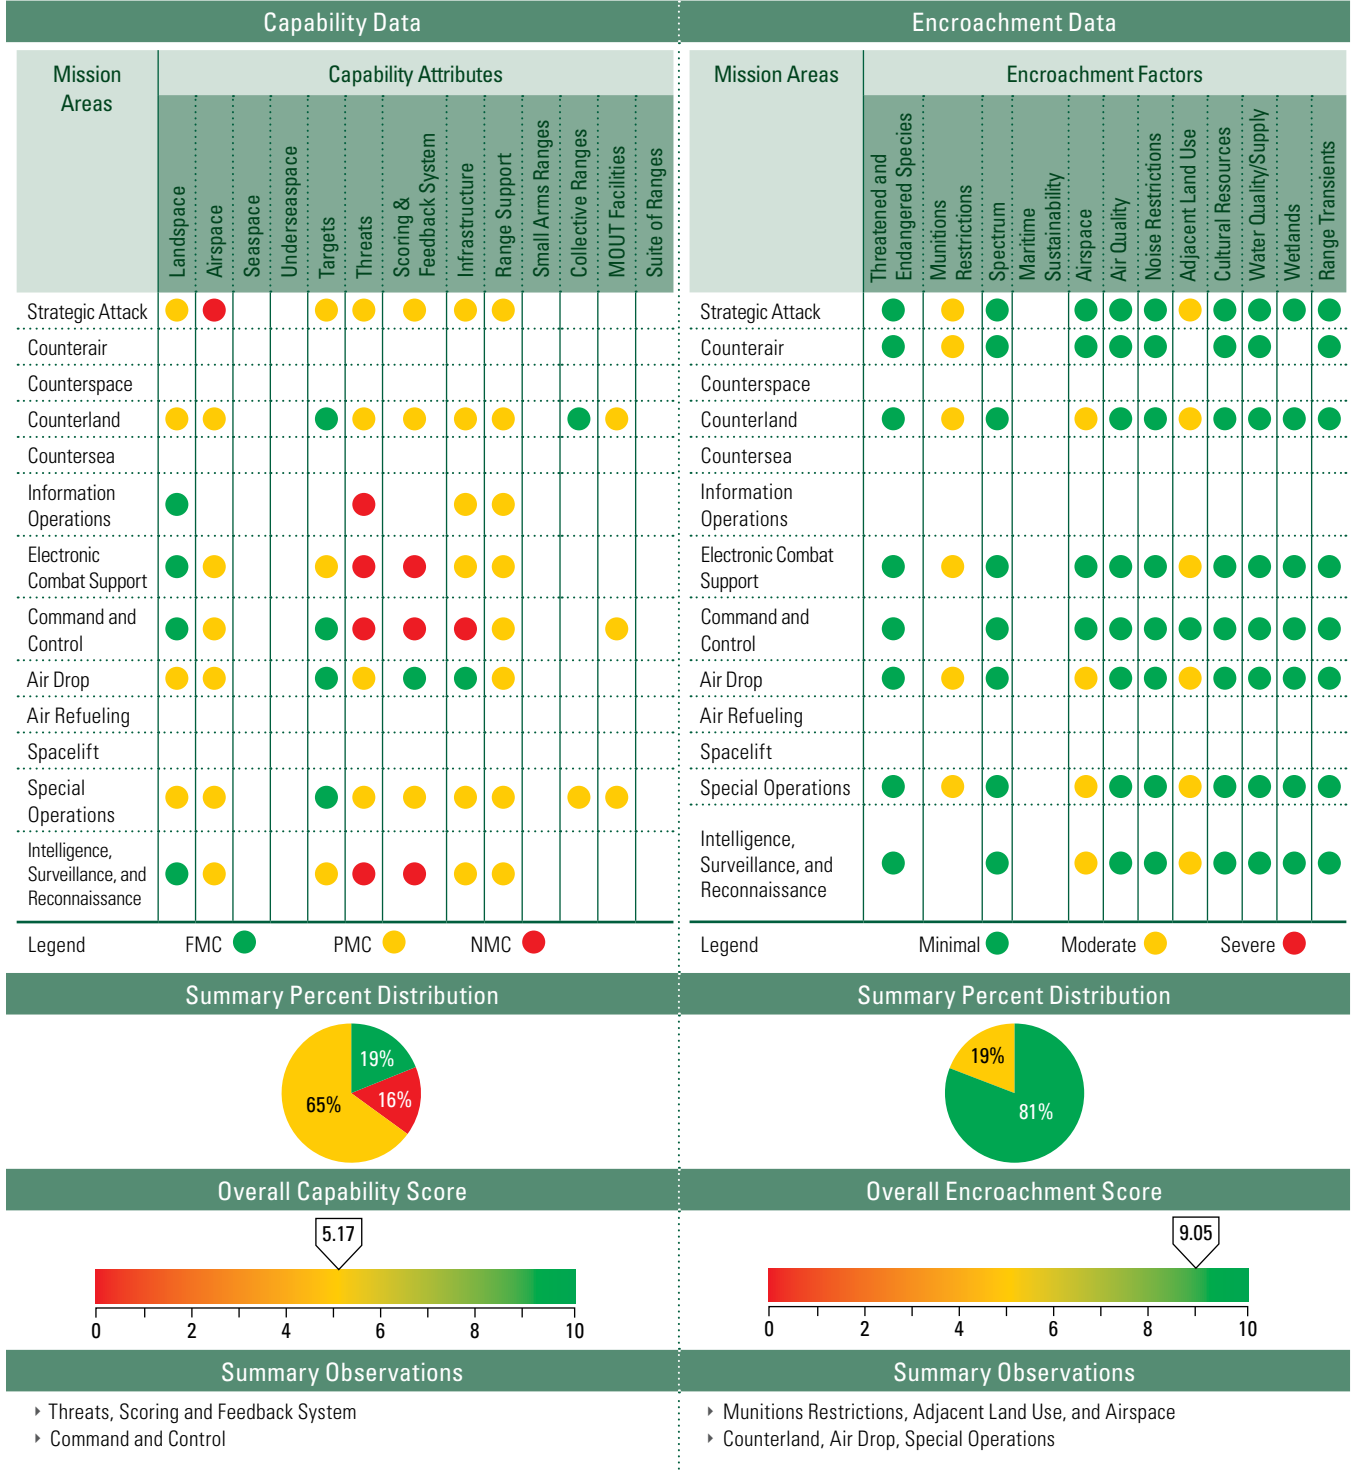 Capability Data
Mission
Areas
Capability Attributes
Landspace
Airspace
Seaspace
Underseaspace
Targets
Threats
Scoring &
Feedback System
Infrastructure
Range Support
Small Arms Ranges
Collective Ranges
MOUT Facilities
Suite of Ranges
Strategic Attack
Counterair
Counterspace
Counterland
Countersea
Information
Operations
Electronic
Combat Support
Command and
Control
Air Drop
Air Refueling
Spacelift
Special
Operations
Intelligence,
Surveillance, and
Reconnaissance
Legend
FMC
PMC
NMC
Summary Percent Distribution
19%
16%
65%
Overall Capability Score
5.17
0 2 4 6 8 10
Summary Observations
‣ Threats, Scoring and Feedback System
‣ Command and Control
Encroachment Data
Mission Areas
Encroachment Factors
Threatened and
Endangered Species
Munitions
Restrictions
Spectrum
Maritime
Sustainability
Airspace
Air Quality
Noise Restrictions
Adjacent Land Use
Cultural Resources
Water Quality/Supply
Wetlands
Range Transients
Strategic Attack
Counterair
Counterspace
Counterland
Countersea
Information
Operations
Electronic Combat
Support
Command and
Control
Air Drop
Air Refueling
Spacelift
Special Operations
Intelligence,
Surveillance, and
Reconnaissance
Legend
Minimal
Moderate
Severe
Summary Percent Distribution
19%
81%
Overall Encroachment Score
9.05
0 2 4 6 8 10
Summary Observations
‣ Munitions Restrictions, Adjacent Land Use, and Airspace
‣ Counterland, Air Drop, Special Operations